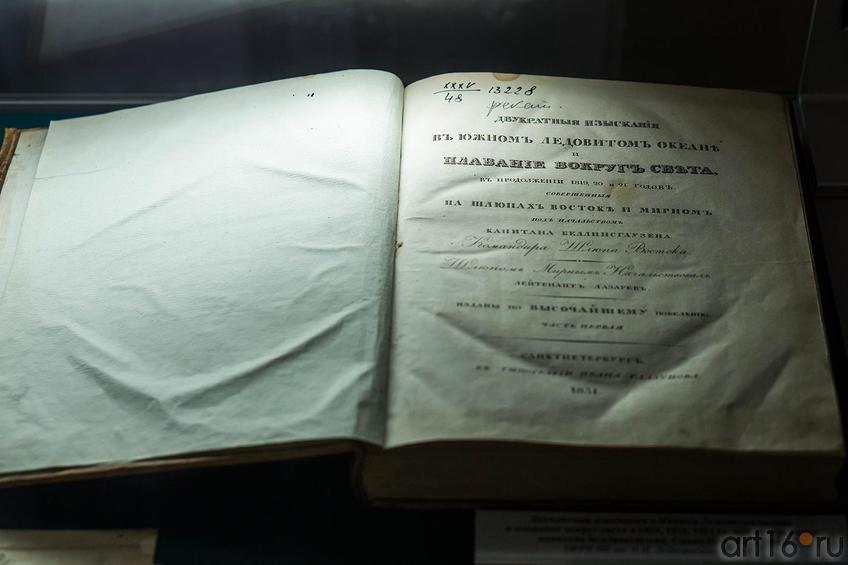 XXXV 13228
48
рекат.
ДВУКРАТНЫЯ ИЗЫСКАНІЯ
ВЪ ЮЖНОМЪ ЛЕДОВИТОМЪ ОКЕАНѢ
И
ПЛАВАНІЕ ВОКРУГЪ СВѢТА,
ВЪ ПРОДОЛЖЕНІИ 1819, 20 и 21 ГОДОВЪ,
СОВЕРШЕННЫЯ
НА ШЛЮПАХЪ ВОСТОКѢ И МИРНОМЪ
ПОДЪ НАЧАЛЬСТВОМЪ
КАПИТАНА БЕЛЛИНСГАУЗЕНА
Командира Шлюпа Востока
Шлюпомъ Мирнымъ Начальствовалъ
ЛЕЙТЕНАНТЪ ЛАЗАРЕВЪ.
ИЗДАНЫ ПО ВЫСОЧАЙШЕМУ ПОВЕЛѢНІЮ.
ЧАСТЬ ПЕРВАЯ
САНКТПЕТЕРБУРГЪ.
ВЪ ТИПОГРАФІИ ИВАНА ГЛАЗУНОВА.
1831.
art16.ru